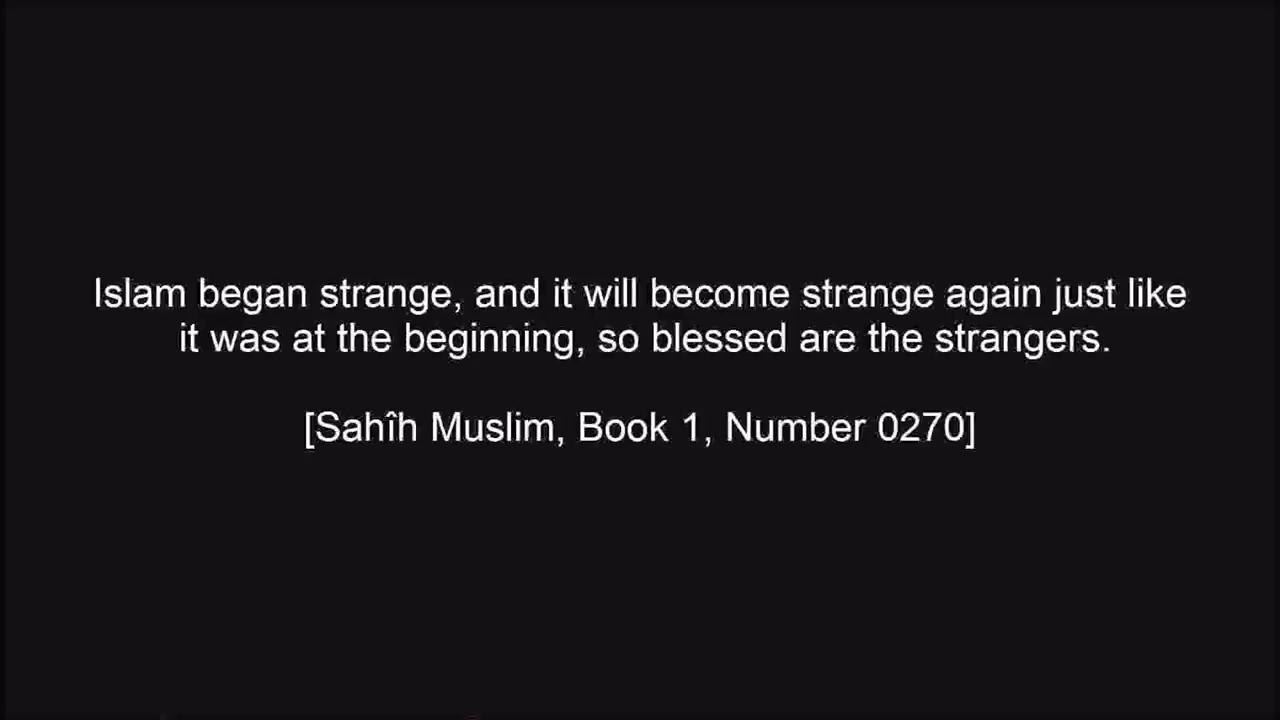 Islam began strange, and it will become strange again just like
it was at the beginning, so blessed are the strangers.
[Sahîh Muslim, Book 1, Number 0270]